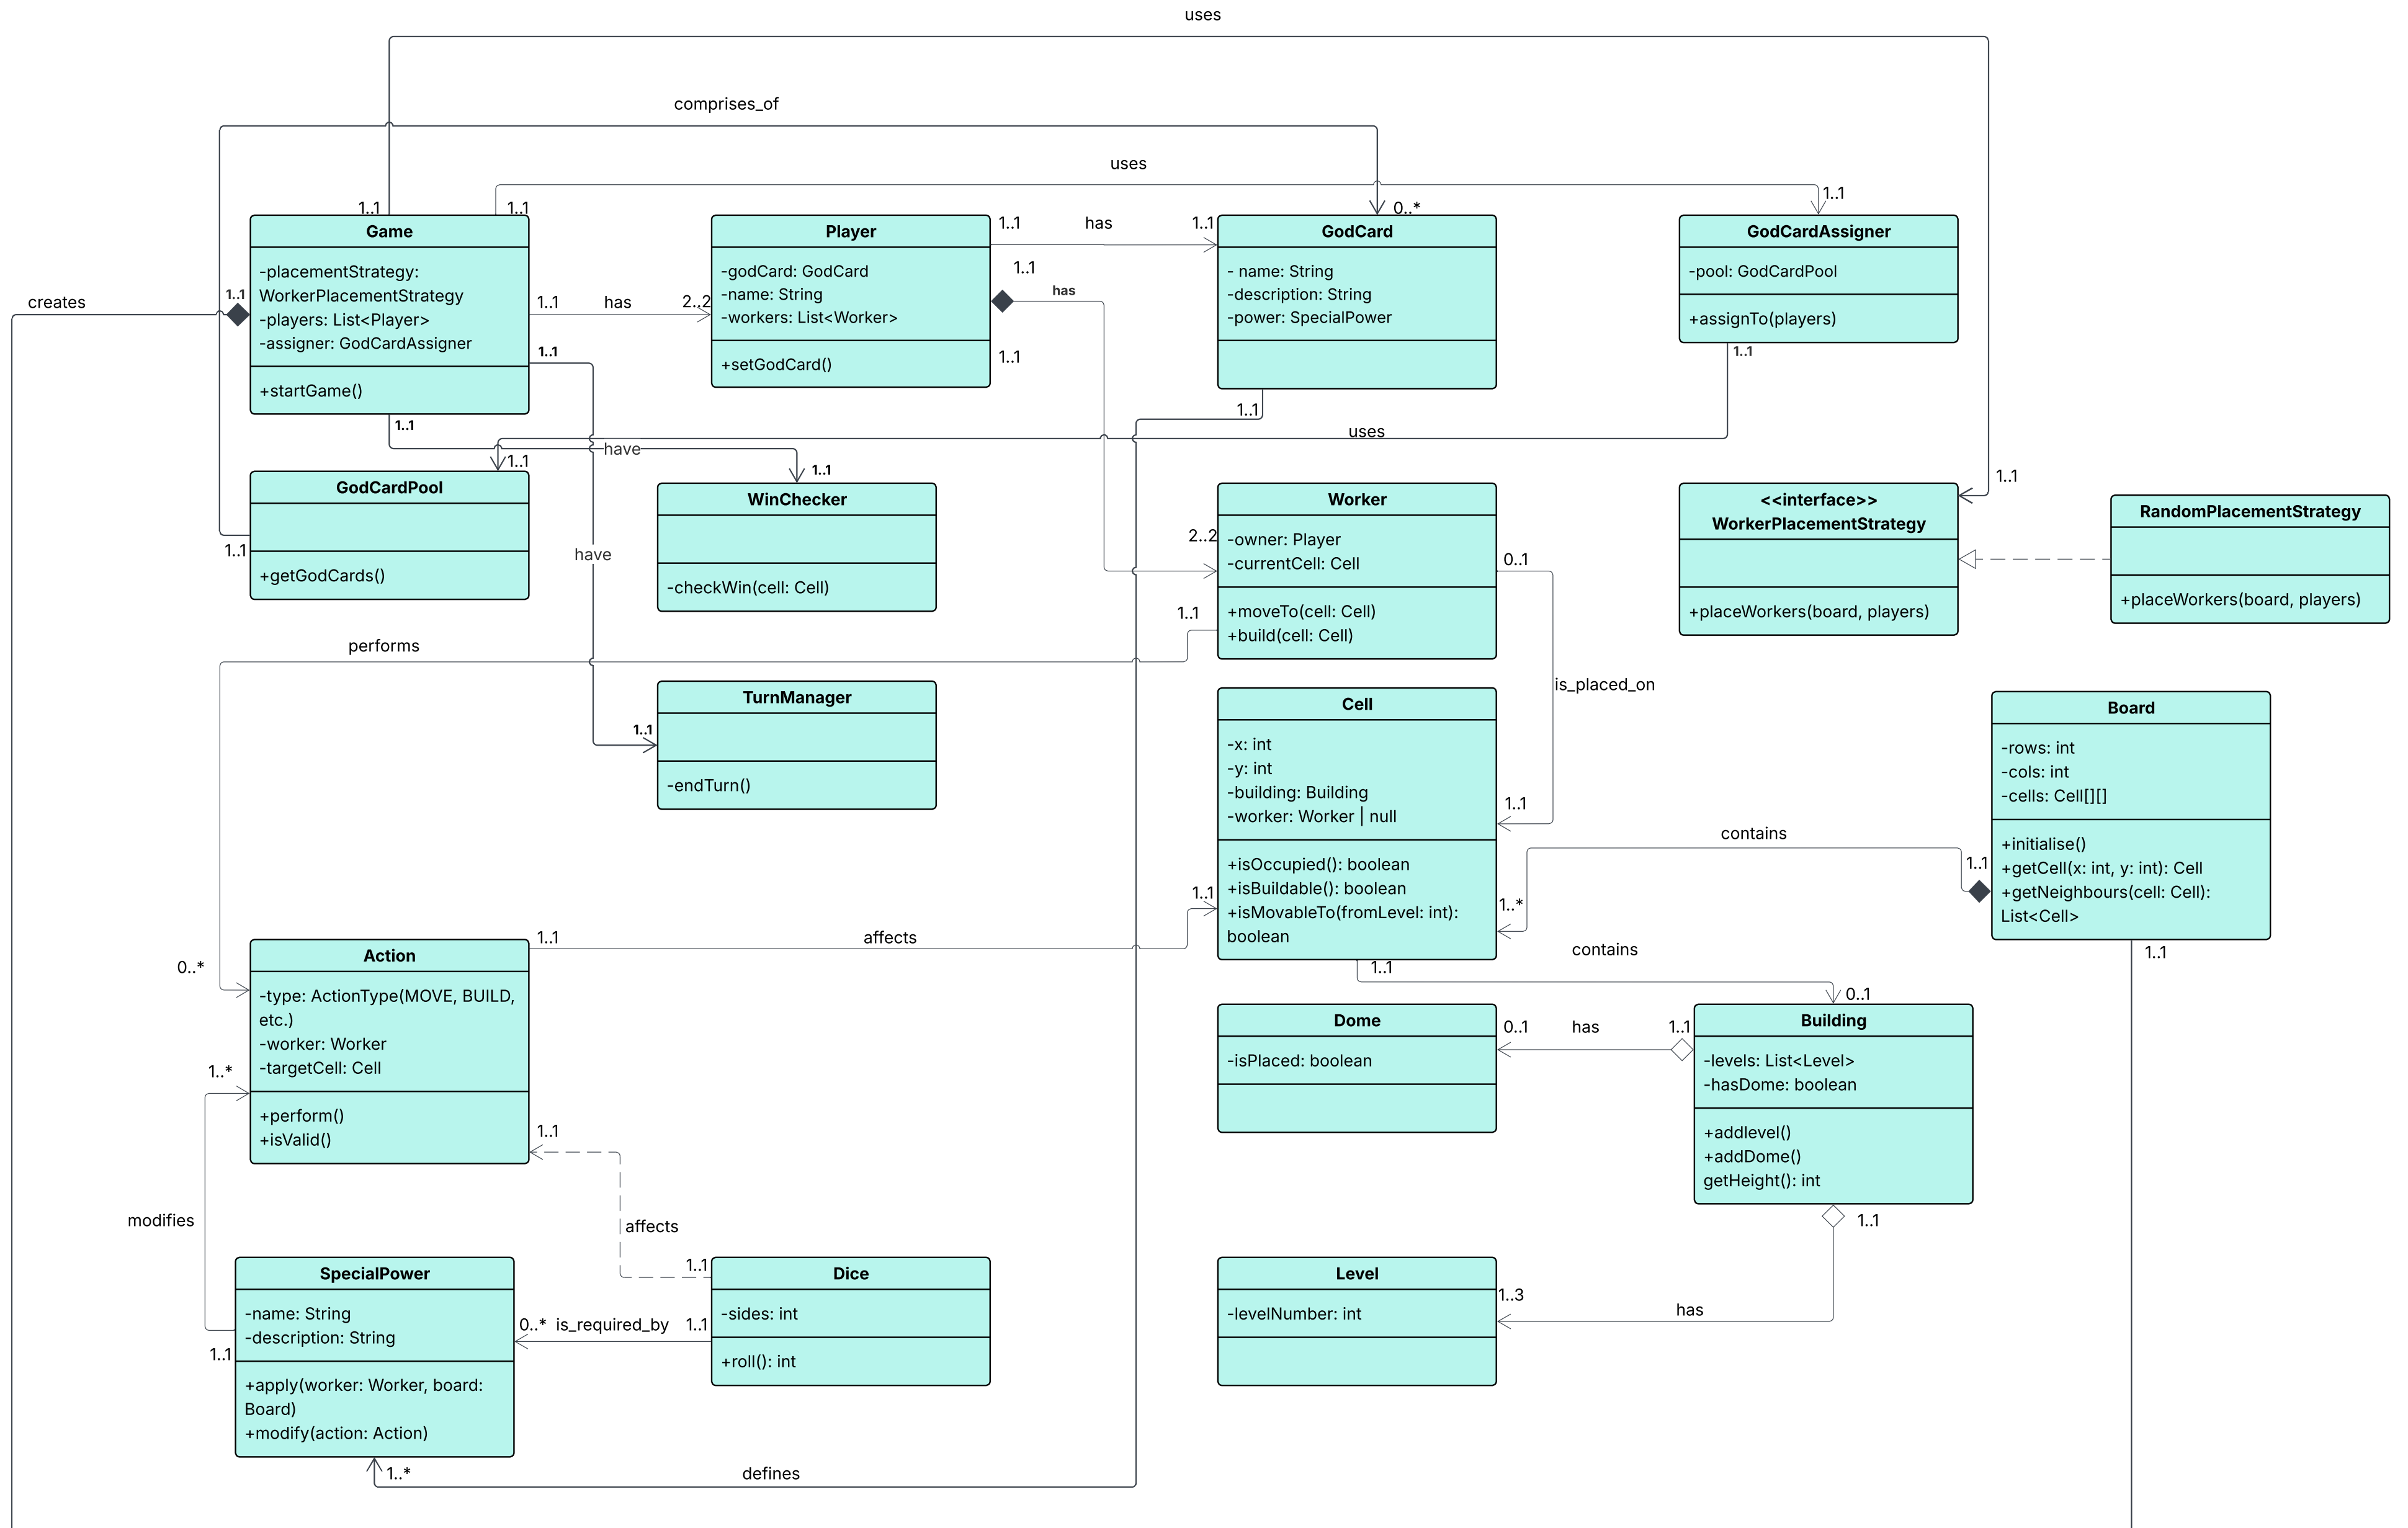 uses
comprises_of
uses
1..1
1..1
1..1
0..*
Game
-placementStrategy:
WorkerPlacementStrategy
-players: List<Player>
-assigner: GodCardAssigner
+startGame()
creates
1..1
1..1
has
2..2
1..1
1..1
Player
-godCard: GodCard
-name: String
-workers: List<Worker>
+setGodCard()
1..1
has
1..1
1..1
has
1..1
GodCard
- name: String
-description: String
-power: SpecialPower
1..1
GodCardAssigner
-pool: GodCardPool
+assignTo(players)
1..1
uses
have
1..1
1..1
1..1
GodCardPool
+getGodCards()
1..1
WinChecker
-checkWin(cell: Cell)
have
Worker
-owner: Player
-currentCell: Cell
+moveTo(cell: Cell)
+build(cell: Cell)
2..2
0..1
1..1
<<interface>>
WorkerPlacementStrategy
+placeWorkers(board, players)
RandomPlacementStrategy
+placeWorkers(board, players)
performs
TurnManager
-endTurn()
1..1
is_placed_on
Cell
-x: int
-y: int
-building: Building
-worker: Worker | null
+isOccupied(): boolean
+isBuildable(): boolean
+isMovableTo(fromLevel: int):
boolean
1..1
1..1
1..*
contains
1..1
Board
-rows: int
-cols: int
-cells: Cell[][]
+initialise()
+getCell(x: int, y: int): Cell
+getNeighbours(cell: Cell):
List<Cell>
1..1
1..1
affects
0..*
Action
-type: ActionType(MOVE, BUILD,
etc.)
-worker: Worker
-targetCell: Cell
+perform()
+isValid()
1..*
1..1
contains
1..1
0..1
Dome
-isPlaced: boolean
0..1
has
1..1
Building
-levels: List<Level>
-hasDome: boolean
+addlevel()
+addDome()
getHeight(): int
1..1
modifies
affects
1..1
SpecialPower
-name: String
-description: String
+apply(worker: Worker, board:
Board)
+modify(action: Action)
1..1
0..*
is_required_by
1..1
Dice
-sides: int
+roll(): int
Level
-levelNumber: int
1..3
has
1..*
defines